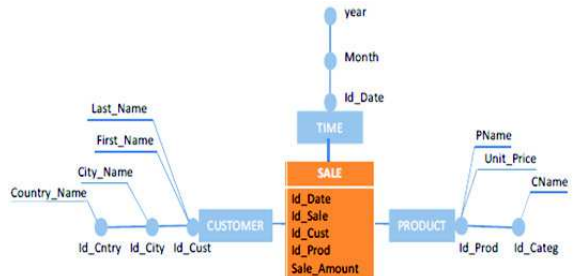 year
Month
Id_Date
TIME
Last_Name
First_Name
City_Name
Country_Name
Id_Cntry
Id_City
Id_Cust
CUSTOMER
SALE
Id_Date
Id_Sale
Id_Cust
Id_Prod
Sale_Amount
PRODUCT
PName
Unit_Price
CName
Id_Prod
Id_Categ